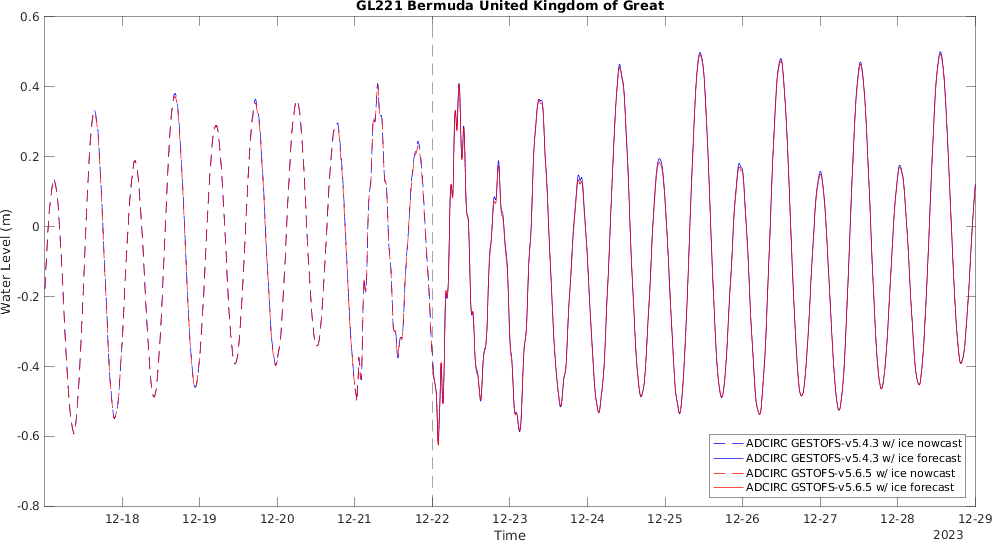 GL221 Bermuda United Kingdom of Great
0.6
0.4
0.2
0
-0.2
-0.4
-0.6
-0.8
Water Level (m)
12-18 12-19 12-20 12-21 12-22 12-23 12-24 12-25 12-26 12-27 12-28 12-29
Time
2023
ADCIRC GESTOFS-v5.4.3 w/ ice nowcast
ADCIRC GESTOFS-v5.4.3 w/ ice forecast
ADCIRC GSTOFS-v5.6.5 w/ ice nowcast
ADCIRC GSTOFS-v5.6.5 w/ ice forecast